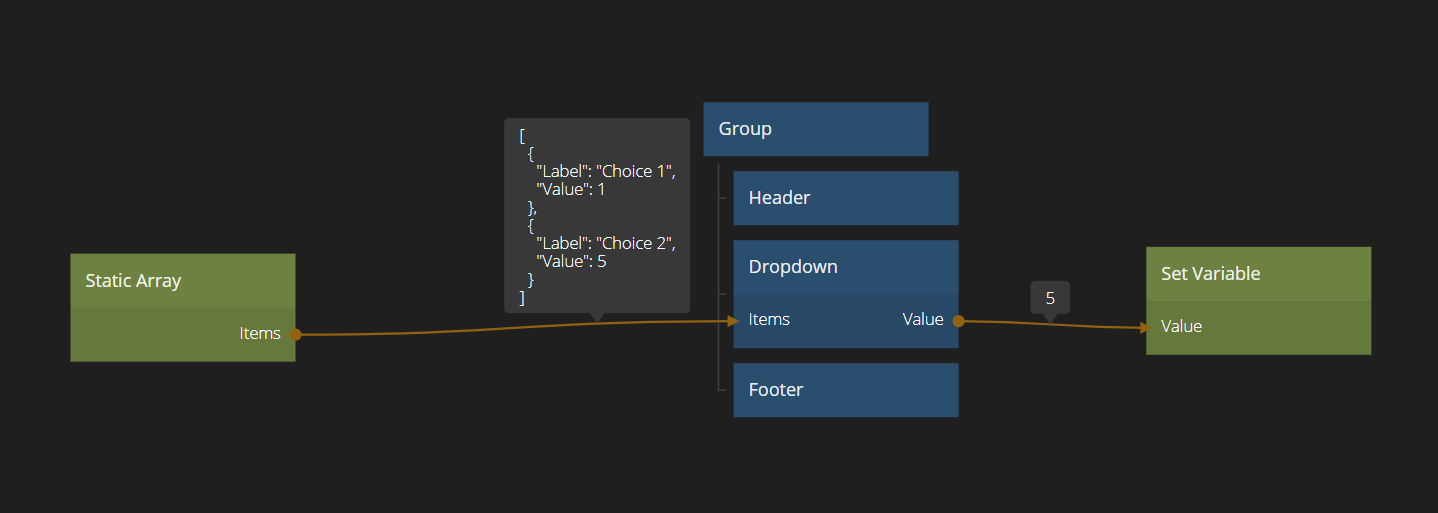 Static Array
Items
[
{
"Label": "Choice 1",
"Value": 1
},
{
"Label": "Choice 2",
"Value": 5
}
]
Group
Header
Dropdown
Items Value
Footer
5
Set Variable
Value